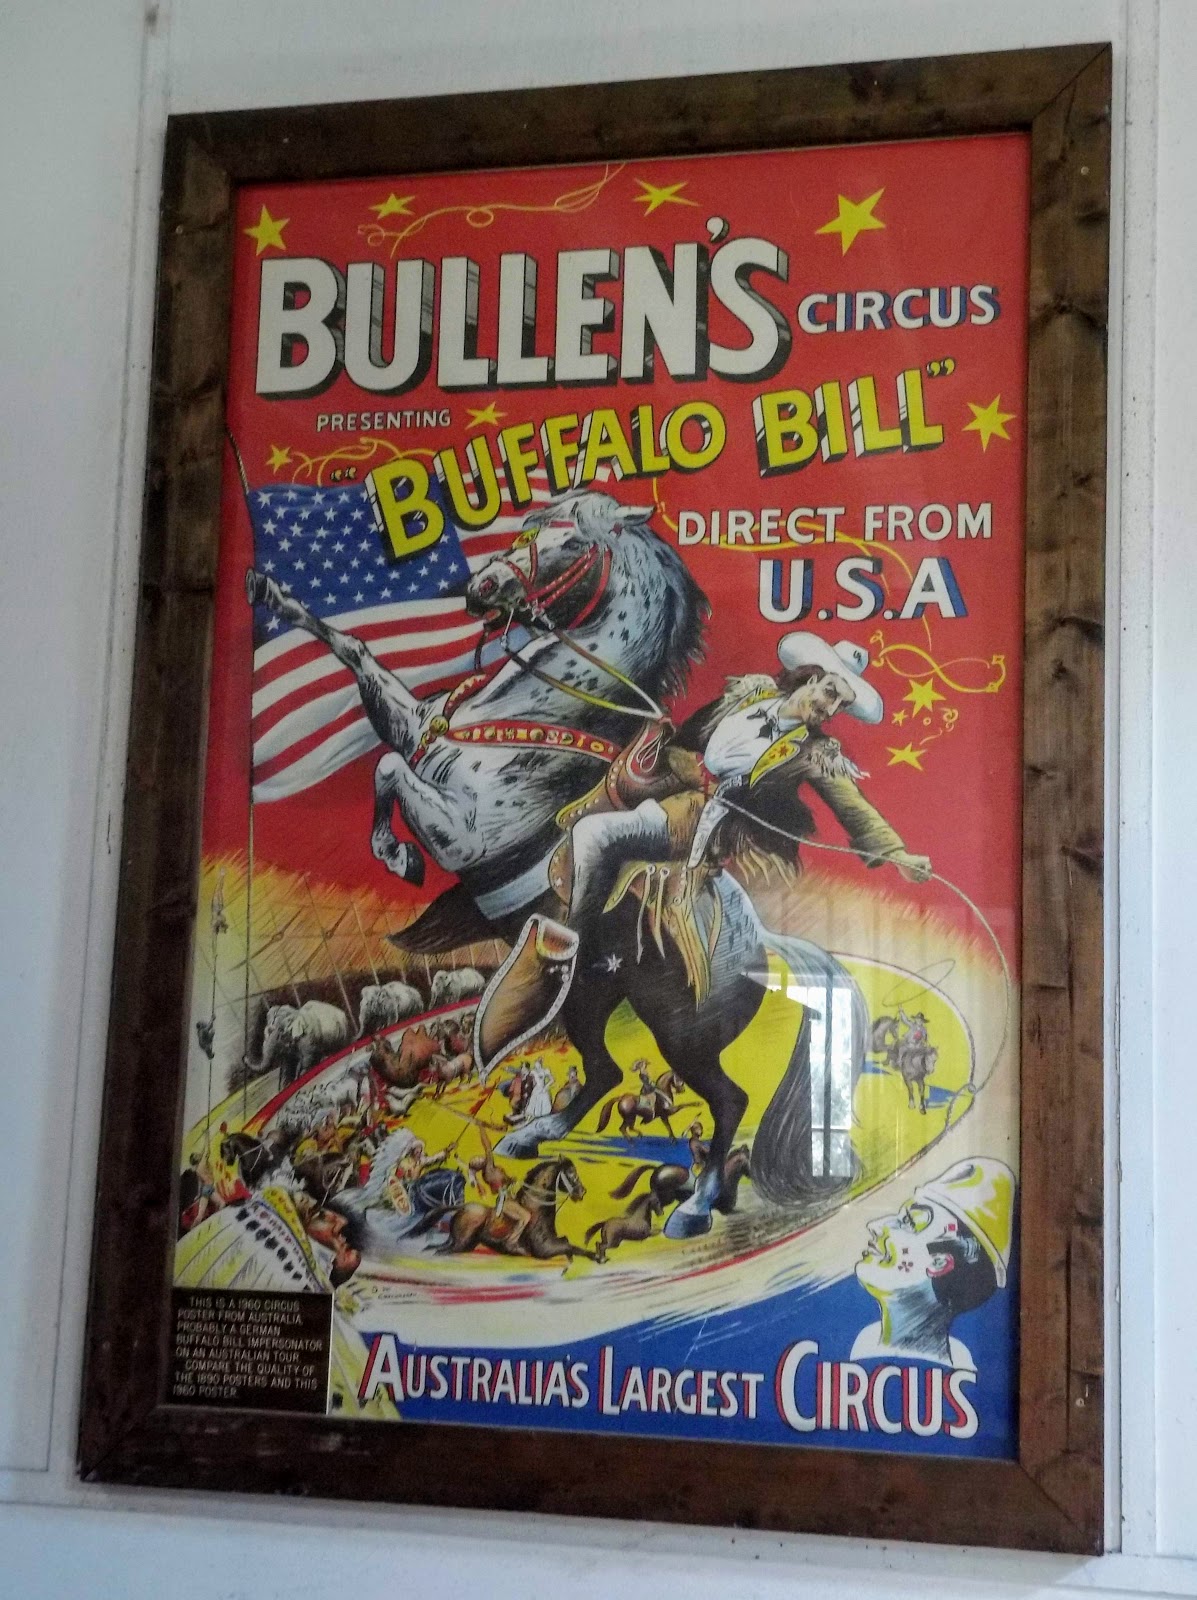 BULLEN'S CIRCUS
PRESENTING "BUFFALO BILL"
DIRECT FROM
U.S.A
AUSTRALIA'S LARGEST CIRCUS
THIS IS A 1960 CIRCUS
POSTER FROM AUSTRALIA,
PROBABLY A GERMAN
BUFFALO BILL IMPERSONATOR
ON AN AUSTRALIAN TOUR
COMPARE THE QUALITY OF
THE 1890 POSTERS AND THIS
1960 POSTER